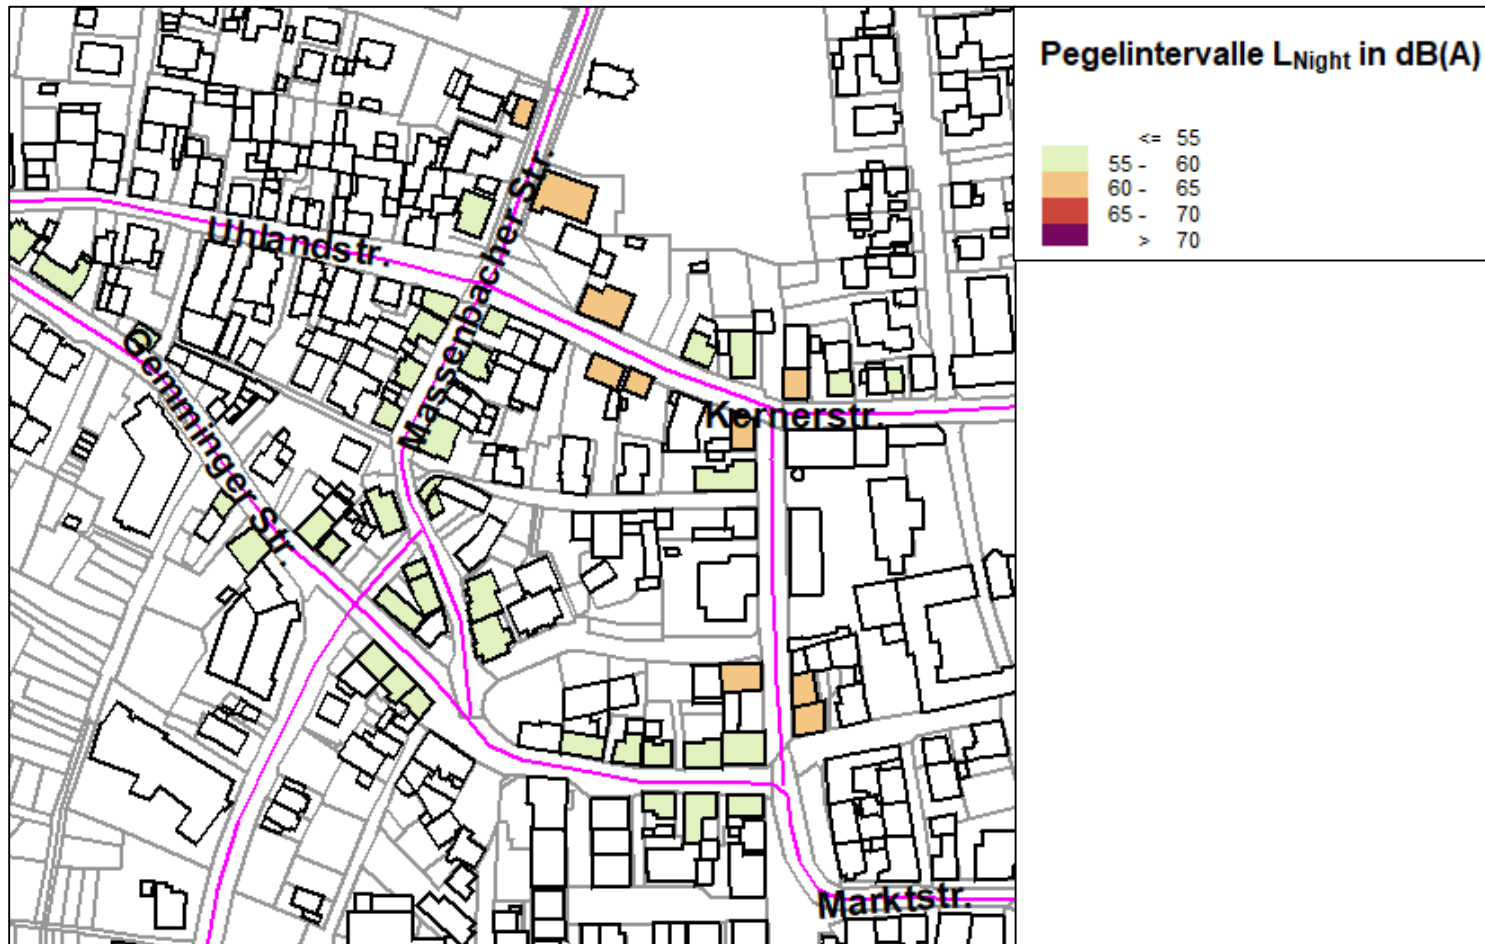 Pegelintervalle LNight in dB(A)
<= 55
55 - 60
60 - 65
65 - 70
> 70
Massenbacher Str.
Uhlandstr.
Gemminger Str.
Kernerstr.
Marktstr.